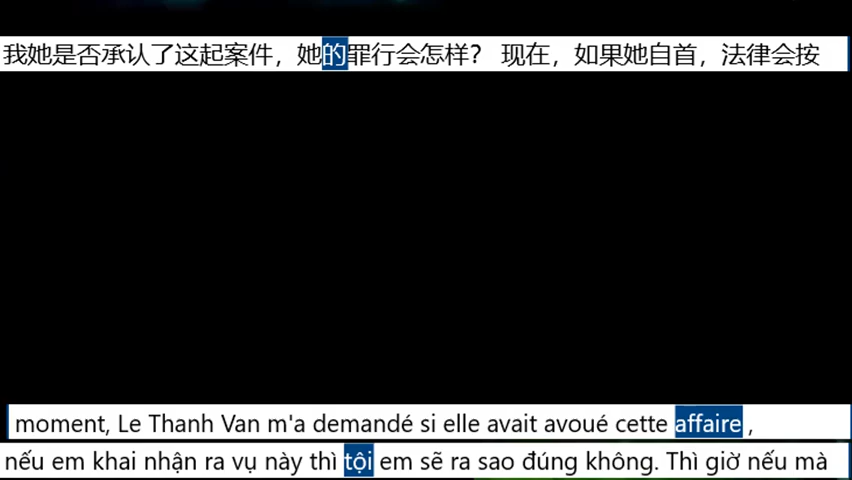 我她是否承认了这起案件，她的罪行会怎样？ 现在，如果她自首，法律会按
moment, Le Thanh Van m'a demandé si elle avait avoué cette affaire ,
nếu em khai nhận ra vụ này thì tội em sẽ ra sao đúng không. Thì giờ nếu mà